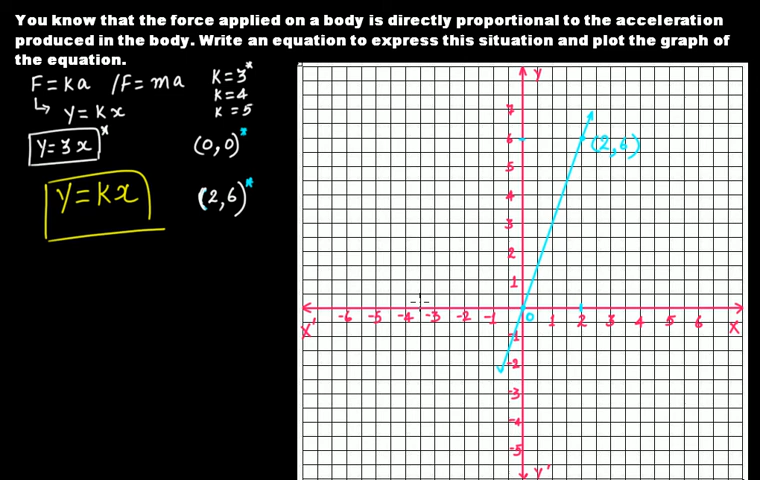 You know that the force applied on a body is directly proportional to the acceleration
produced in the body. Write an equation to express this situation and plot the graph of
the equation.
F = Ka /F = ma K = 3*
K = 4
↳ y = Kx K = 5
y = 3x * (0,0)*
y = Kx (2,6)*
Y
7
6 (2,6)
5
4
3
2
1
-6 -5 -4 -3 -2 -1 0 1 2 3 4 5 6
X' X
-1
-2
-3
-4
-5
Y'